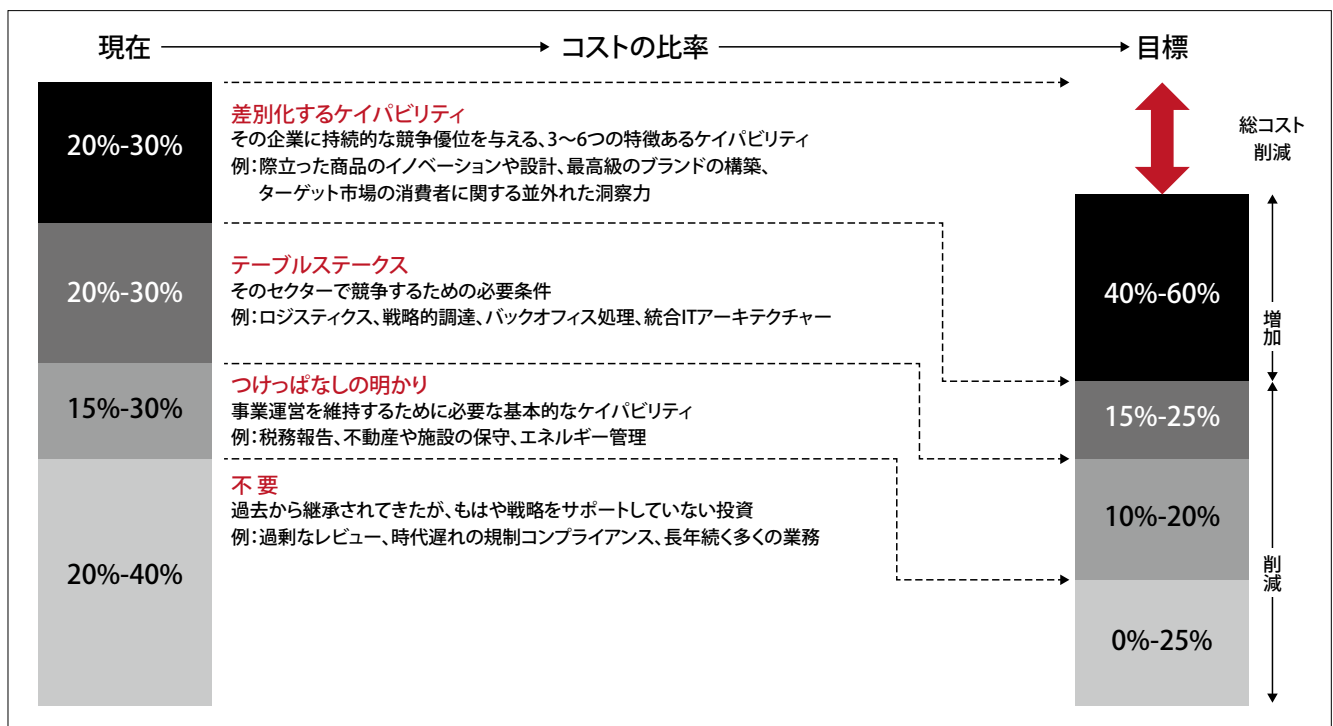 現在 コストの比率 目標
20%-30%
差別化するケイパビリティ
その企業に持続的な競争優位を与える、3〜6つの特徴あるケイパビリティ
例：際立った商品のイノベーションや設計、最高級のブランドの構築、
ターゲット市場の消費者に関する並外れた洞察力
20%-30%
テーブルステークス
そのセクターで競争するための必要条件
例：ロジスティクス、戦略的調達、バックオフィス処理、統合ITアーキテクチャー
15%-30%
つけっぱなしの明かり
事業運営を維持するために必要な基本的なケイパビリティ
例：税務報告、不動産や施設の保守、エネルギー管理
20%-40%
不 要
過去から継承されてきたが、もはや戦略をサポートしていない投資
例：過剰なレビュー、時代遅れの規制コンプライアンス、長年続く多くの業務
総コスト
削減
40%-60%
増加
15%-25%
10%-20%
0%-25%
削減